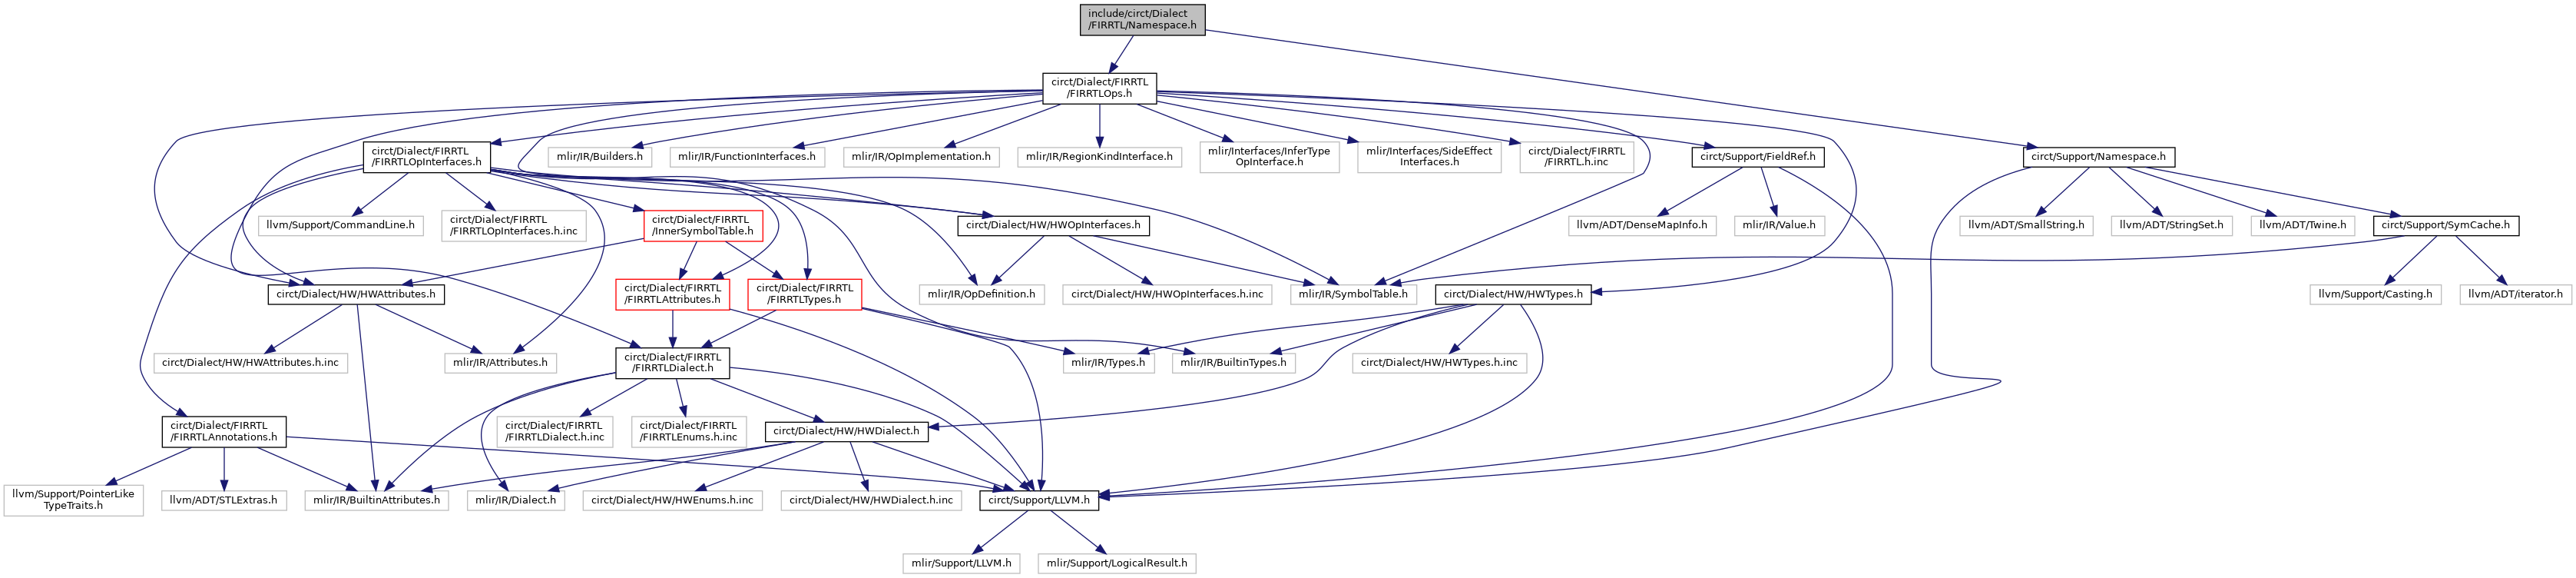 include/circt/Dialect
/FIRRTL/Namespace.h
circt/Dialect/FIRRTL
/FIRRTLOps.h
circt/Dialect/FIRRTL
/FIRRTLOpInterfaces.h
mlir/IR/Builders.h
mlir/IR/FunctionInterfaces.h
mlir/IR/OpImplementation.h
mlir/IR/RegionKindInterface.h
mlir/Interfaces/InferType
OpInterface.h
mlir/Interfaces/SideEffect
Interfaces.h
circt/Dialect/FIRRTL
/FIRRTL.h.inc
circt/Support/FieldRef.h
circt/Support/Namespace.h
llvm/Support/CommandLine.h
circt/Dialect/FIRRTL
/FIRRTLOpInterfaces.h.inc
circt/Dialect/FIRRTL
/InnerSymbolTable.h
circt/Dialect/HW/HWOpInterfaces.h
llvm/ADT/DenseMapInfo.h
mlir/IR/Value.h
llvm/ADT/SmallString.h
llvm/ADT/StringSet.h
llvm/ADT/Twine.h
circt/Support/SymCache.h
circt/Dialect/HW/HWAttributes.h
circt/Dialect/FIRRTL
/FIRRTLAttributes.h
circt/Dialect/FIRRTL
/FIRRTLTypes.h
mlir/IR/OpDefinition.h
circt/Dialect/HW/HWOpInterfaces.h.inc
mlir/IR/SymbolTable.h
circt/Dialect/HW/HWTypes.h
llvm/Support/Casting.h
llvm/ADT/iterator.h
circt/Dialect/HW/HWAttributes.h.inc
mlir/IR/Attributes.h
circt/Dialect/FIRRTL
/FIRRTLDialect.h
mlir/IR/Types.h
mlir/IR/BuiltinTypes.h
circt/Dialect/HW/HWTypes.h.inc
circt/Dialect/FIRRTL
/FIRRTLAnnotations.h
circt/Dialect/FIRRTL
/FIRRTLDialect.h.inc
circt/Dialect/FIRRTL
/FIRRTLEnums.h.inc
circt/Dialect/HW/HWDialect.h
llvm/Support/PointerLike
TypeTraits.h
llvm/ADT/STLExtras.h
mlir/IR/BuiltinAttributes.h
mlir/IR/Dialect.h
circt/Dialect/HW/HWEnums.h.inc
circt/Dialect/HW/HWDialect.h.inc
circt/Support/LLVM.h
mlir/Support/LLVM.h
mlir/Support/LogicalResult.h